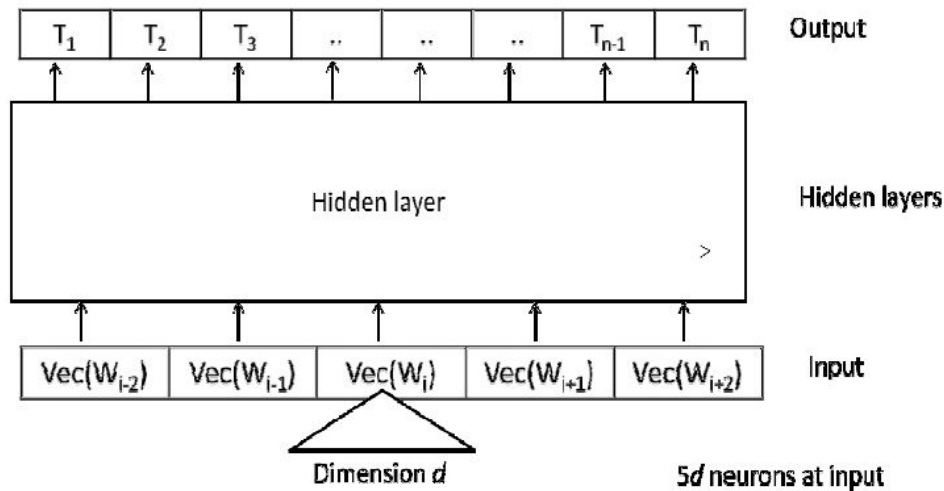 T₁ T₂ T₃ .. .. .. Tₙ₋₁ Tₙ Output
Hidden layer Hidden layers
>
Vec(Wᵢ₋₂) Vec(Wᵢ₋₁) Vec(Wᵢ) Vec(Wᵢ₊₁) Vec(Wᵢ₊₂) Input
Dimension d 5d neurons at input